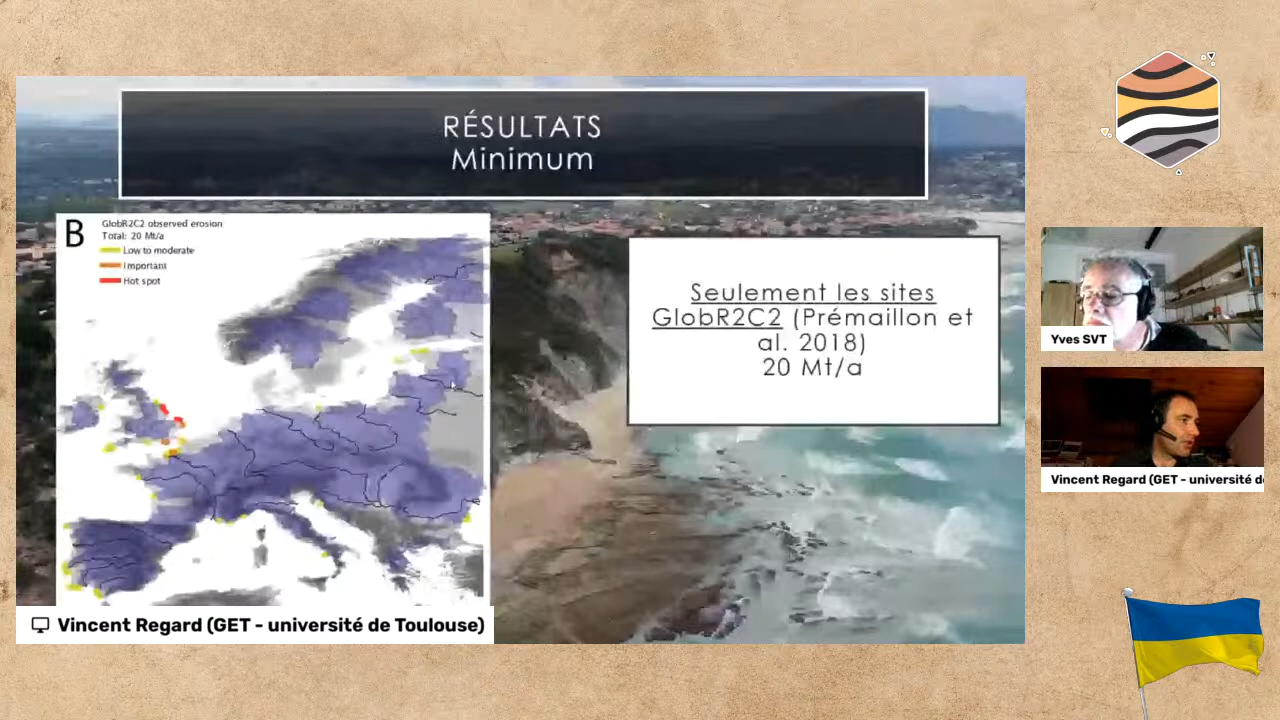 RÉSULTATS
Minimum
B
GlobR2C2 observed erosion
Total: 20 Mt/a
Low to moderate
Important
Hot spot
Seulement les sites
GlobR2C2 (Prémaillon et
al. 2018)
20 Mt/a
Yves SVT
Vincent Regard (GET - université d
Vincent Regard (GET - université de Toulouse)